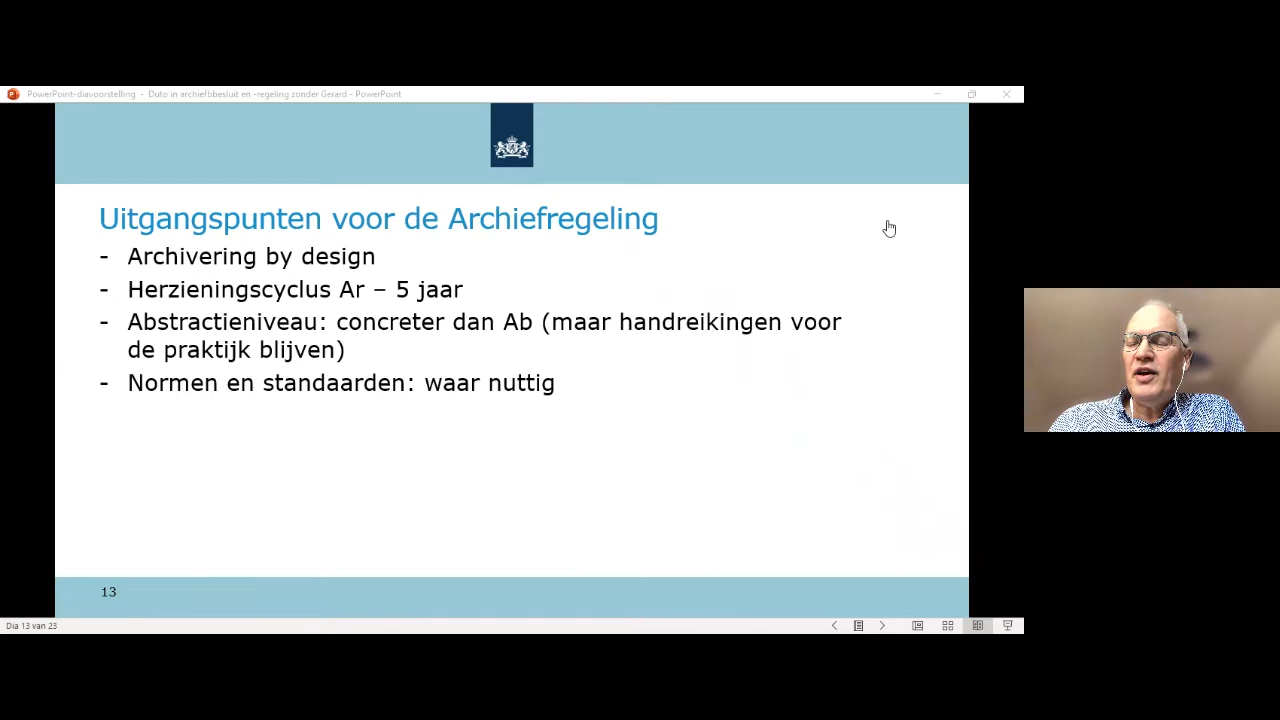 PowerPoint-diavoorstelling - Duto in archiefbbesluit en -regeling zonder Gerard - PowerPoint
Uitgangspunten voor de Archiefregeling
- Archivering by design
- Herzieningscyclus Ar – 5 jaar
- Abstractieniveau: concreter dan Ab (maar handreikingen voor
de praktijk blijven)
- Normen en standaarden: waar nuttig
13
Dia 13 van 23